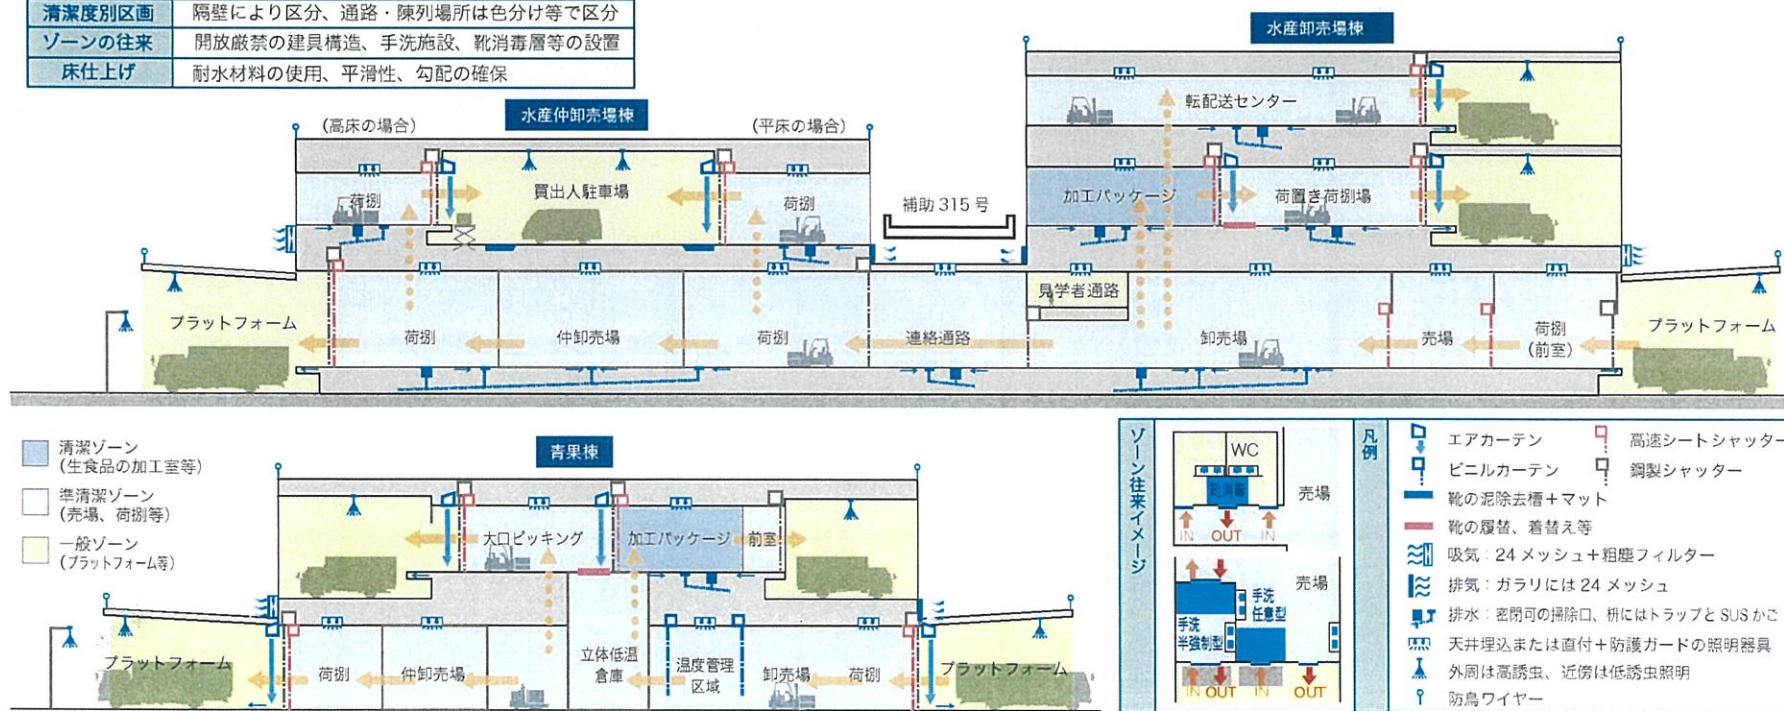 清潔度別区画 隔壁により区分、通路・陳列場所は色分け等で区分
ゾーンの往来 開放厳禁の建具構造、手洗施設、靴消毒層等の設置
床仕上げ 耐水材料の使用、平滑性、勾配の確保
水産卸売場棟
転配送センター
加工パッケージ
荷置き荷捌場
水産仲卸売場棟
(高床の場合)
(平床の場合)
荷捌
買出人駐車場
荷捌
補助315号
見学者通路
プラットフォーム
荷捌
仲卸売場
荷捌
連絡通路
卸売場
売場
荷捌
(前室)
プラットフォーム
清潔ゾーン
(生食品の加工室等)
準清潔ゾーン
(売場、荷捌等)
一般ゾーン
(プラットフォーム等)
青果棟
大口ピッキング
加工パッケージ
前室
プラットフォーム
荷捌
仲卸売場
立体低温
倉庫
温度管理
区域
卸売場
荷捌
プラットフォーム
ゾーン往来イメージ
WC
靴消毒
売場
IN OUT IN
売場
手洗
任意型
手洗
半強制型
IN OUT IN OUT
凡例
エアカーテン
高速シートシャッター
ビニルカーテン
鋼製シャッター
靴の泥除去槽+マット
靴の履替、着替え等
吸気:24メッシュ+粗塵フィルター
排気:ガラリには24メッシュ
排水:密閉可の掃除口、枡にはトラップとSUSかご
天井埋込または直付+防護ガードの照明器具
外周は高誘虫、近傍は低誘虫照明
防鳥ワイヤー